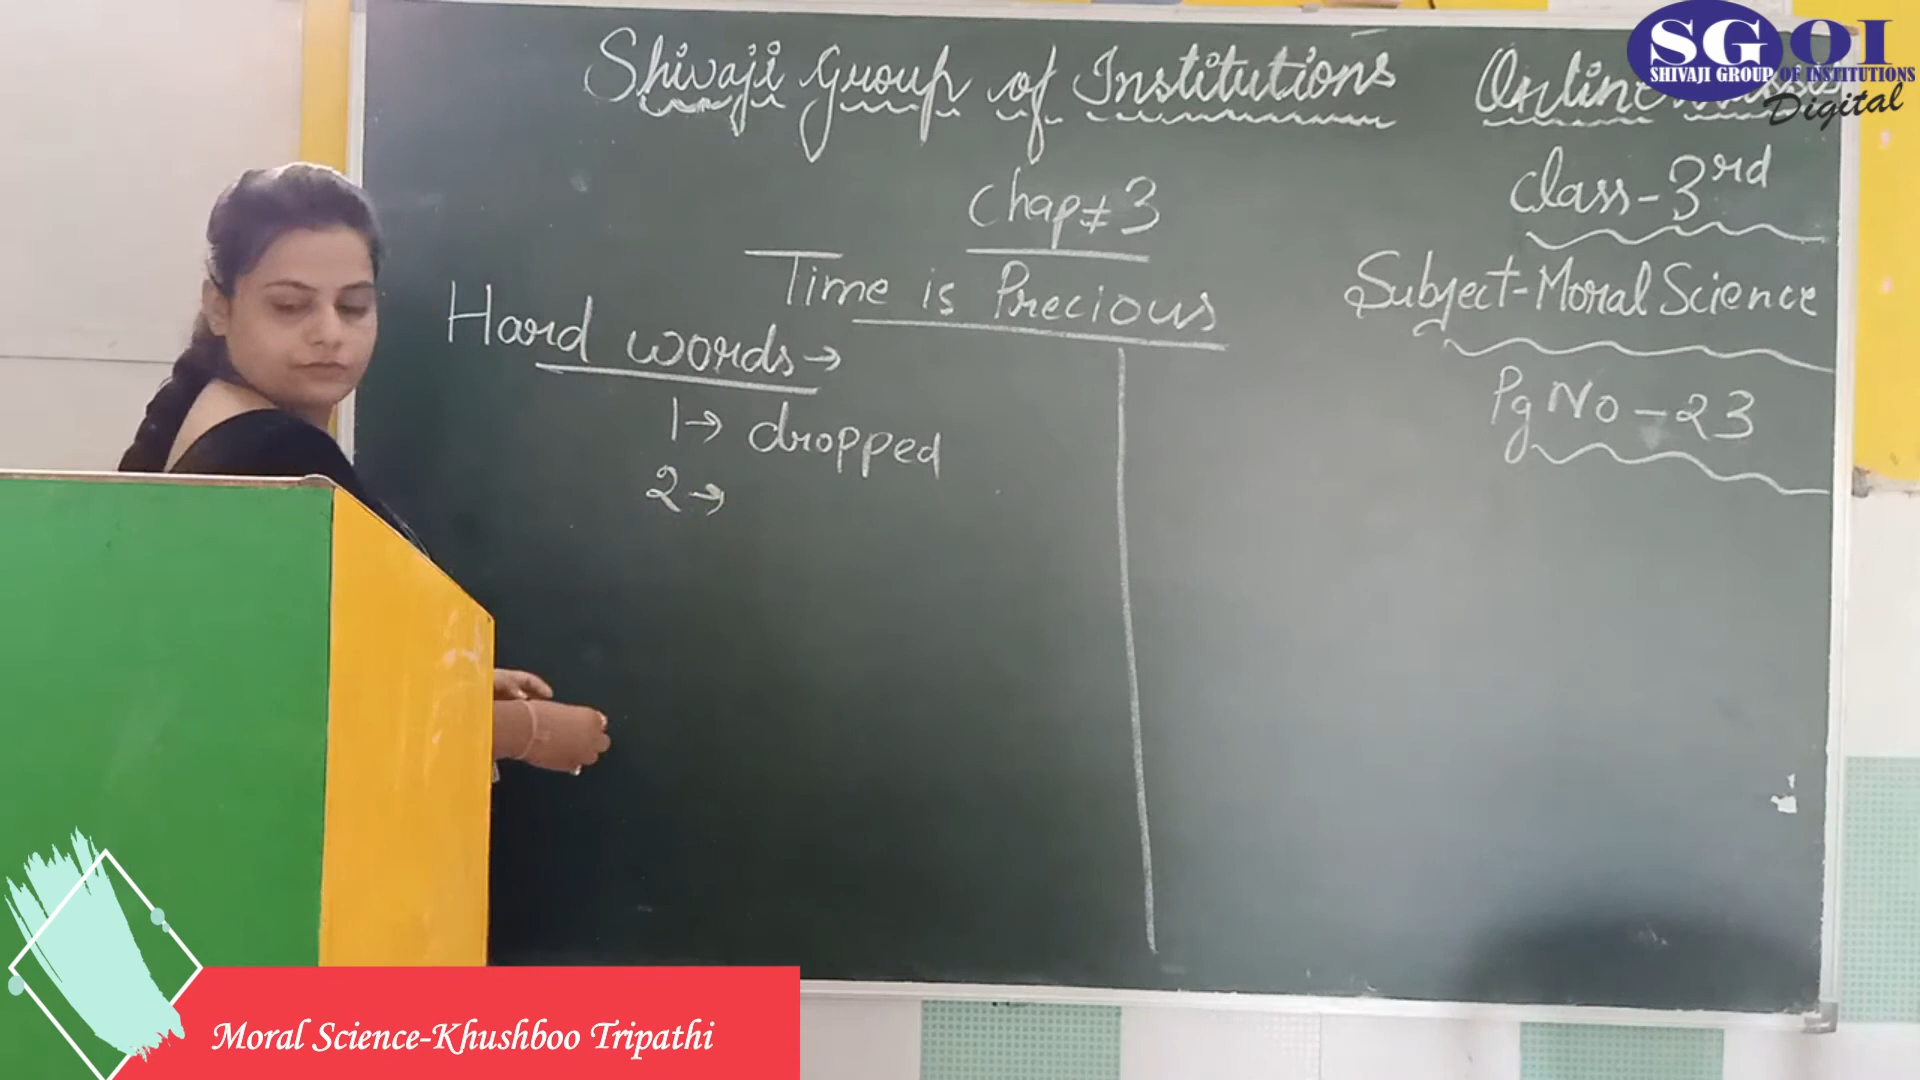 Shivaji Group of Institutions Online
SGOI
SHIVAJI GROUP OF INSTITUTIONS
Digital
Class-3rd
Chap≠3
Subject-Moral Science
Time is Precious
Hard words→
Pg No-23
1→ dropped
2→
Moral Science-Khushboo Tripathi